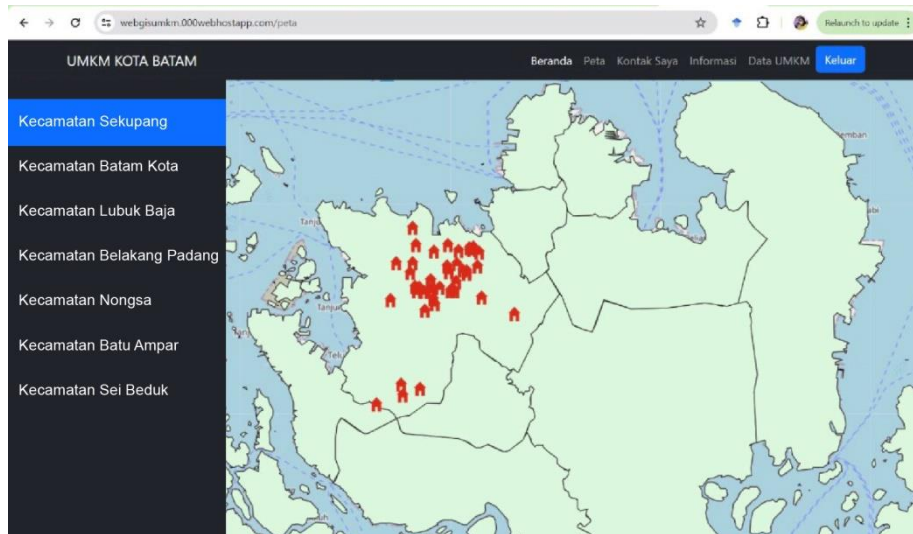 webgisumkm.000webhostapp.com/peta
Relaunch to update
UMKM KOTA BATAM
Beranda Peta Kontak Saya Informasi Data UMKM Keluar
Kecamatan Sekupang
Kecamatan Batam Kota
Kecamatan Lubuk Baja
Kecamatan Belakang Padang
Kecamatan Nongsa
Kecamatan Batu Ampar
Kecamatan Sei Beduk